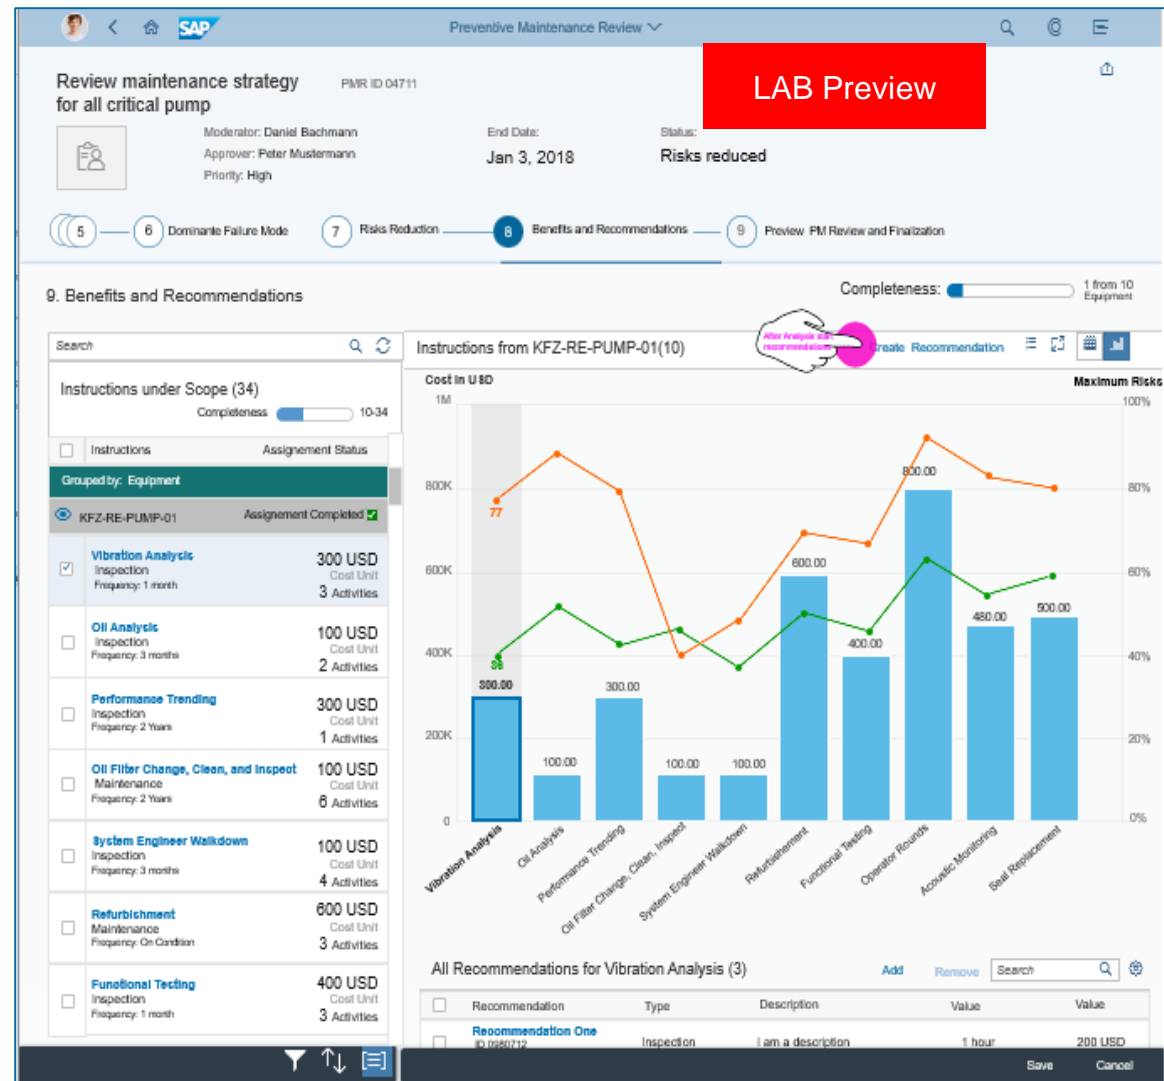 SAP
Preventive Maintenance Review
LAB Preview
Review maintenance strategy
for all critical pump
PMR ID 04711
Moderator: Daniel Bachmann
Approver: Peter Mustermann
Priority: High
End Date:
Jan 3, 2018
Status:
Risks reduced
5
6 Dominante Failure Mode
7 Risks Reduction
8 Benefits and Recommendations
9 Preview PM Review and Finalization
9. Benefits and Recommendations
Completeness:
1 from 10
Equipment
Search
Instructions under Scope (34)
Completeness 10-34
Instructions Assignement Status
Grouped by: Equipment
KFZ-RE-PUMP-01 Assignement Completed
Vibration Analysis 300 USD
Inspection Cost Unit
Frequency: 1 month 3 Activities
Oil Analysis 100 USD
Inspection Cost Unit
Frequency: 3 months 2 Activities
Performance Trending 300 USD
Inspection Cost Unit
Frequency: 2 Years 1 Activities
Oil Filter Change, Clean, and Inspect 100 USD
Maintenance Cost Unit
Frequency: 2 Years 6 Activities
System Engineer Walkdown 100 USD
Inspection Cost Unit
Frequency: 3 months 4 Activities
Refurbichment 600 USD
Maintenance Cost Unit
Frequency: On Condition 3 Activities
Functional Testing 400 USD
Inspection Cost Unit
Frequency: 1 month 3 Activities
Instructions from KFZ-RE-PUMP-01(10)
After Analysis start
recommendations
Create Recommendation
Cost in USD
Maximum Risks
1M
800K
600K
400K
200K
0
100%
80%
60%
40%
20%
0%
77
300.00
100.00
300.00
100.00
100.00
600.00
400.00
800.00
480.00
500.00
Vibration Analysis
Oil Analysis
Performance Trending
Oil Filter Change, Clean, Inspect
System Engineer Walkdown
Refurbishement
Functional Testing
Operator Rounds
Acoustic Monitoring
Seal Replacement
All Recommendations for Vibration Analysis (3)
Add
Remove
Search
Recommendation Type Description Value Value
Recommendation One
ID 0980712 Inspection I am a description 1 hour 200 USD
Save
Cancel